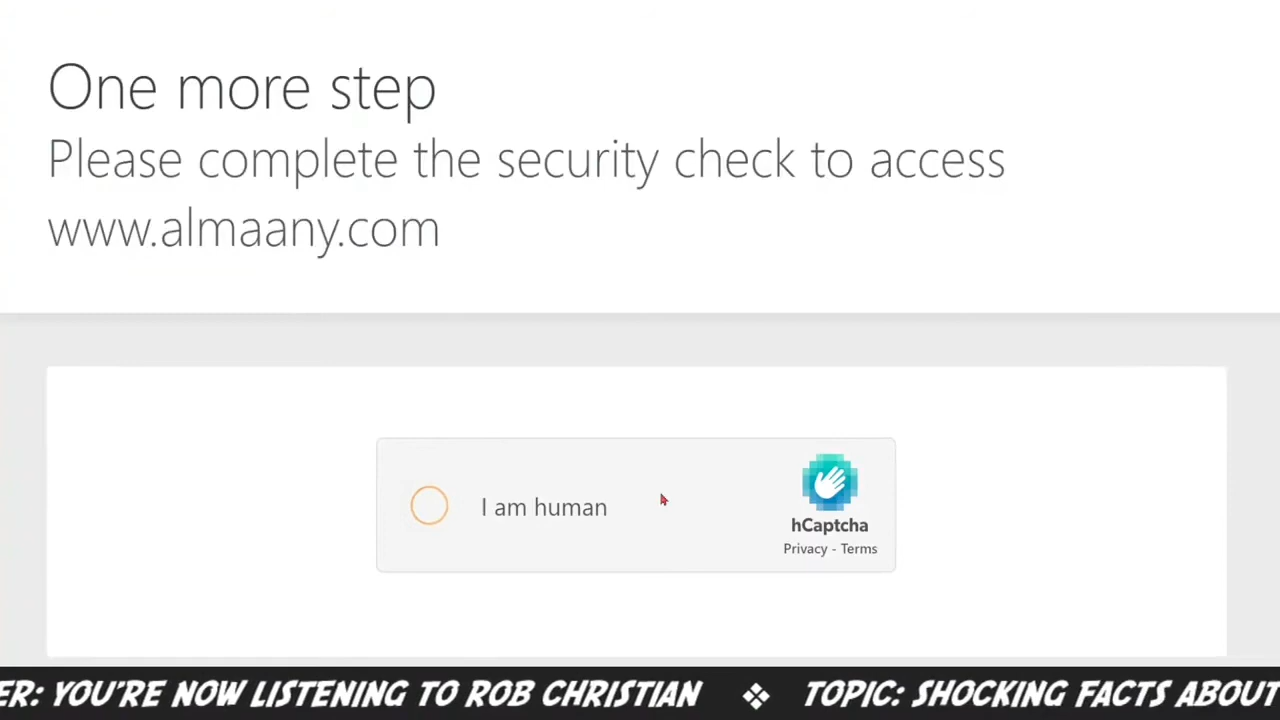 One more step
Please complete the security check to access
www.almaany.com
I am human
hCaptcha
Privacy - Terms
ER: YOU'RE NOW LISTENING TO ROB CHRISTIAN ❖ TOPIC: SHOCKING FACTS ABOUT